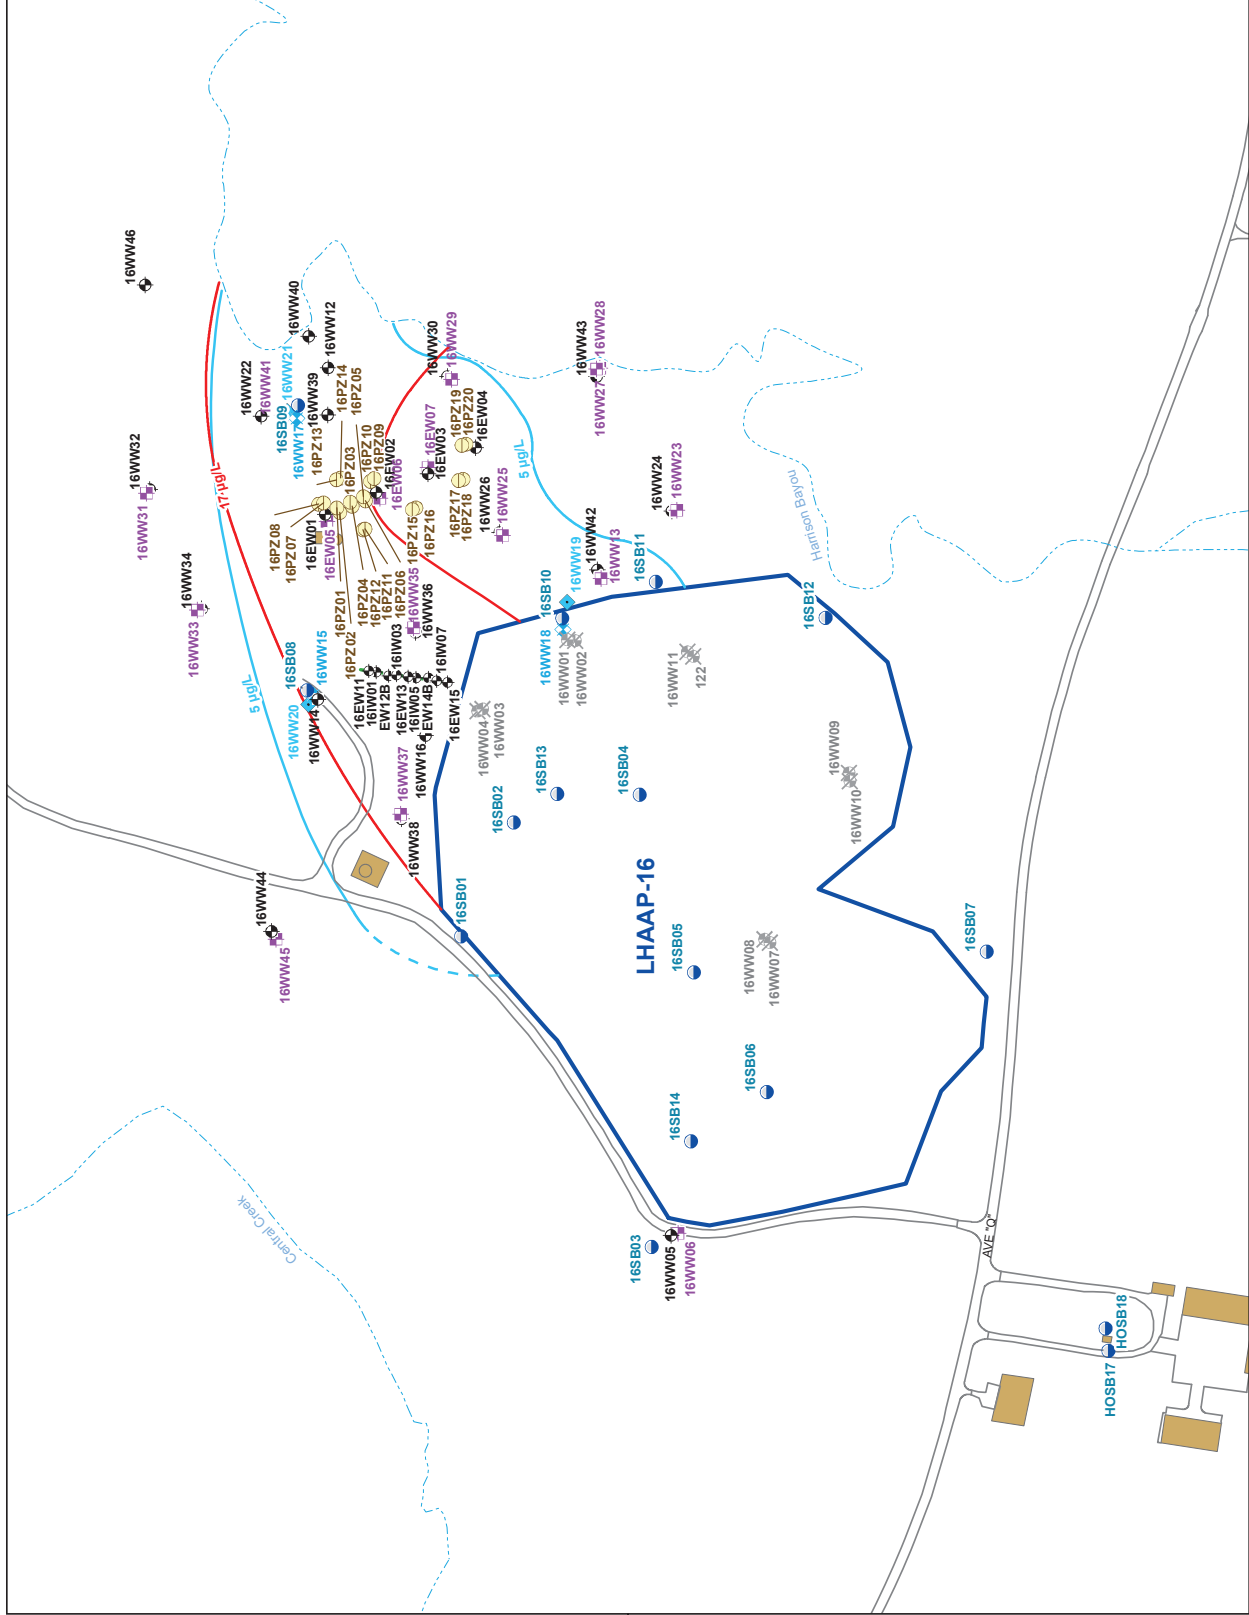 16WW46
16WW32
16WW31
16WW34
16WW33
16WW40
16WW12
16WW22
16WW41
16WW21
16SB09
16WW17
16WW39
16PZ13
16PZ14
16PZ05
16PZ03
16PZ10
16PZ09
16EW02
16EW06
16WW30
16WW29
16EW07
16EW03
16PZ19
16PZ20
16EW04
17 µg/L
5 µg/L
16PZ08
16PZ07
16EW01
16EW05
16PZ01
16PZ02
16PZ04
16PZ12
16PZ11
16PZ06
16PZ15
16PZ16
16PZ17
16PZ18
16WW26
16WW25
16WW35
16WW36
16WW43
16WW28
16WW27
16WW24
16WW23
16WW42
16WW13
16WW19
16SB10
16SB11
16WW18
16WW01
16WW02
16WW11
122
Harrison Bayou
16SB12
5 µg/L
16SB08
16WW15
16WW20
16WW14
16EW11
16IW01
EW12B
16IW03
16EW13
16IW05
EW14B
16IW07
16EW15
16WW16
16WW37
16WW38
16WW04
16WW03
16SB13
16SB02
16SB04
16WW09
16WW10
16SB01
LHAAP-16
16SB05
16WW08
16WW07
16SB07
16SB06
16SB14
16WW44
16WW45
Central Creek
16SB03
16WW05
16WW06
AVE "Q"
HOSB18
HOSB17